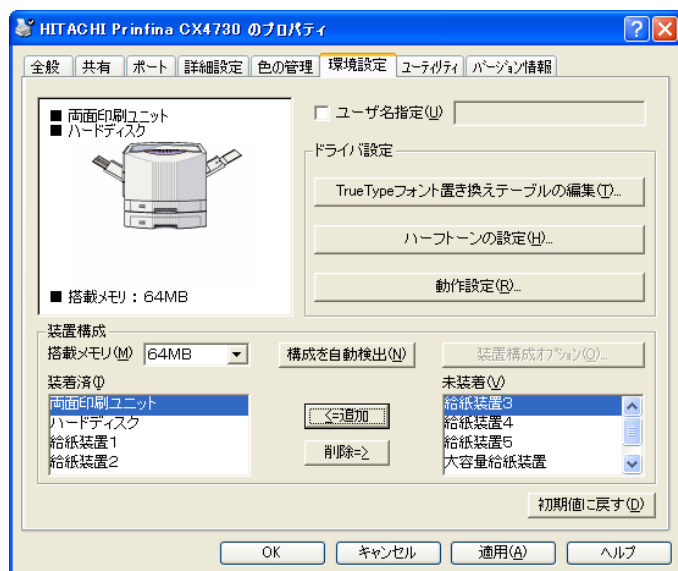 HITACHI Prinfina CX4730 のプロパティ
全般 共有 ポート 詳細設定 色の管理 環境設定 ユーティリティ バージョン情報
■ 両面印刷ユニット
■ ハードディスク
■ 搭載メモリ：64MB
ユーザ名指定(U)
ドライバ設定
TrueTypeフォント置き換えテーブルの編集(T)...
ハーフトーンの設定(H)...
動作設定(R)...
装置構成
搭載メモリ(M) 64MB 構成を自動検出(N) 装置構成オプション(O)...
装着済(I)
両面印刷ユニット
ハードディスク
給紙装置1
給紙装置2
<=追加
削除=>
未装着(V)
給紙装置3
給紙装置4
給紙装置5
大容量給紙装置
初期値に戻す(D)
OK キャンセル 適用(A) ヘルプ